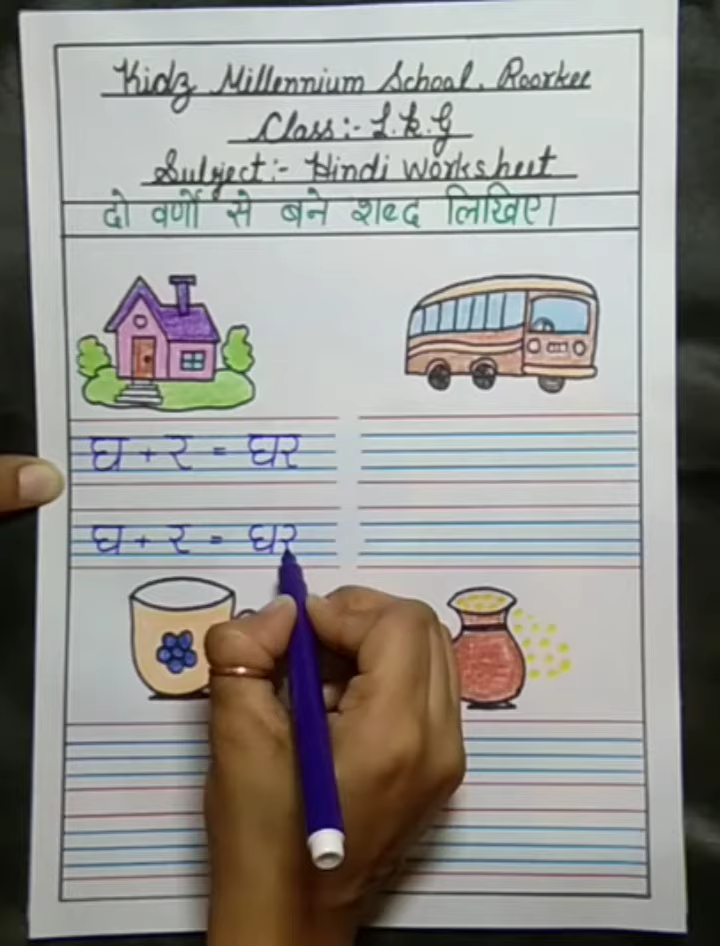 Kidz Millennium School, Roorkee
Class:- L.K.G
Subject:- Hindi Worksheet
दो वर्णो से बने शब्द लिखिए।
घ + र = घर
घ + र = घर